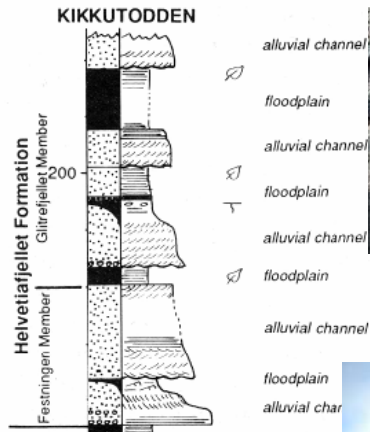 KIKKUTODDEN
alluvial channel
floodplain
alluvial channel
200
floodplain
alluvial channel
floodplain
alluvial channel
floodplain
alluvial
Helvetiafjellet Formation
Glitrefjellet Member
Festningen Member